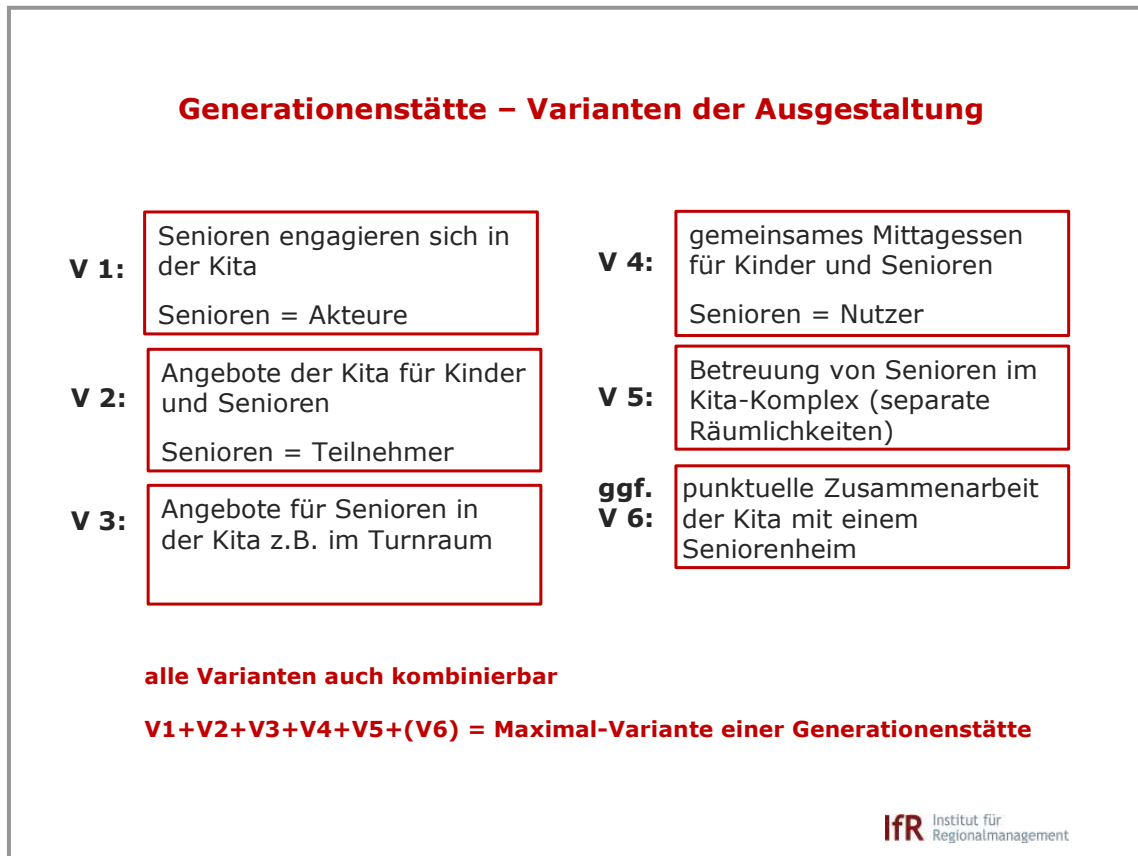 Generationenstätte – Varianten der Ausgestaltung
V 1:
Senioren engagieren sich in
der Kita
Senioren = Akteure
V 2:
Angebote der Kita für Kinder
und Senioren
Senioren = Teilnehmer
V 3:
Angebote für Senioren in
der Kita z.B. im Turnraum
V 4:
gemeinsames Mittagessen
für Kinder und Senioren
Senioren = Nutzer
V 5:
Betreuung von Senioren im
Kita-Komplex (separate
Räumlichkeiten)
ggf.
V 6:
punktuelle Zusammenarbeit
der Kita mit einem
Seniorenheim
alle Varianten auch kombinierbar
V1+V2+V3+V4+V5+(V6) = Maximal-Variante einer Generationenstätte
IfR Institut für
Regionalmanagement